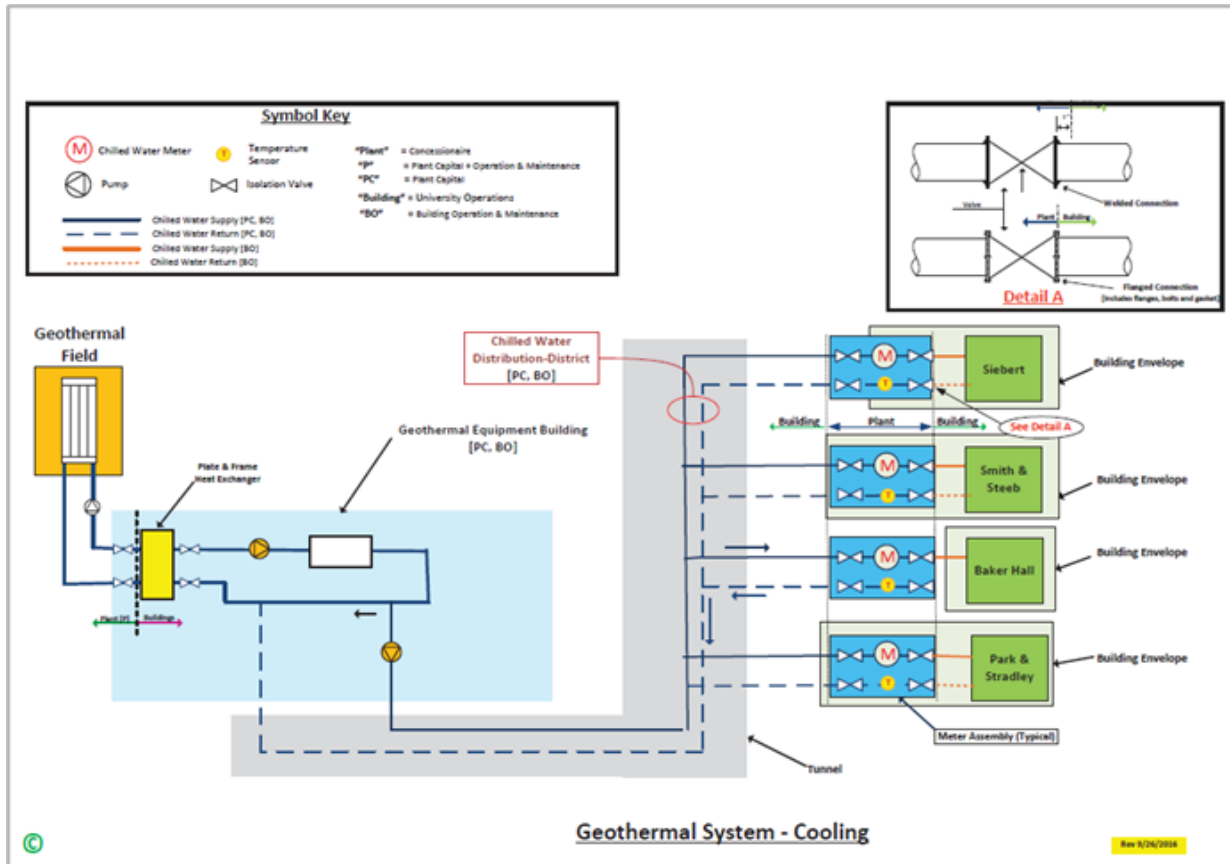 Symbol Key
M Chilled Water Meter
T Temperature
Sensor
Pump
Isolation Valve
"Plant" = Concessionaire
"P" = Plant Capital + Operation & Maintenance
"PC" = Plant Capital
"Building" = University Operations
"BO" = Building Operation & Maintenance
Chilled Water Supply [PC, BO]
Chilled Water Return [PC, BO]
Chilled Water Supply [BO]
Chilled Water Return [BO]
Welded Connection
Valve
Plant
Building
Flanged Connection
[Includes flanges, bolts and gasket]
Detail A
Geothermal
Field
Plate & Frame
Heat Exchanger
Geothermal Equipment Building
[PC, BO]
Plant [P]
Buildings
Chilled Water
Distribution-District
[PC, BO]
M
T
Siebert
Building Envelope
See Detail A
Building
Plant
Building
M
T
Smith &
Steeb
Building Envelope
M
T
Baker Hall
Building Envelope
M
T
Park &
Stradley
Building Envelope
Meter Assembly (Typical)
Tunnel
Geothermal System - Cooling
©
Rev 9/26/2016